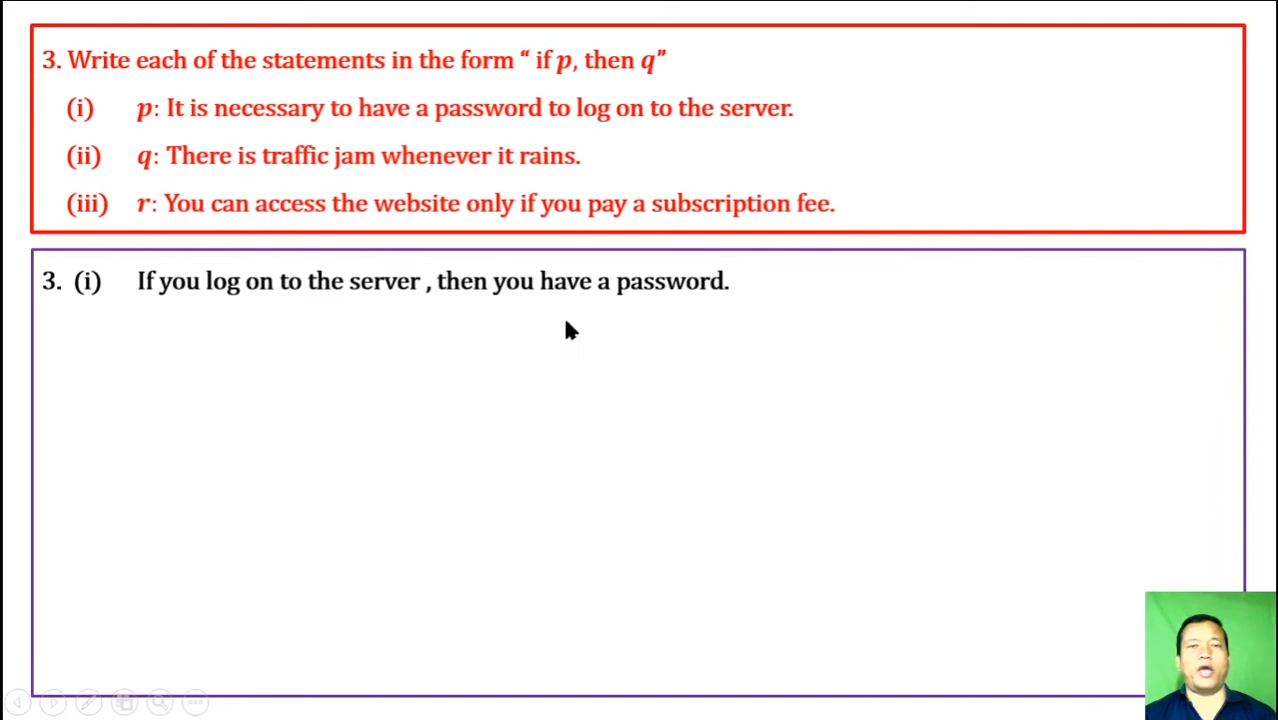 3. Write each of the statements in the form “ if p, then q”
(i) p: It is necessary to have a password to log on to the server.
(ii) q: There is traffic jam whenever it rains.
(iii) r: You can access the website only if you pay a subscription fee.
3. (i) If you log on to the server , then you have a password.